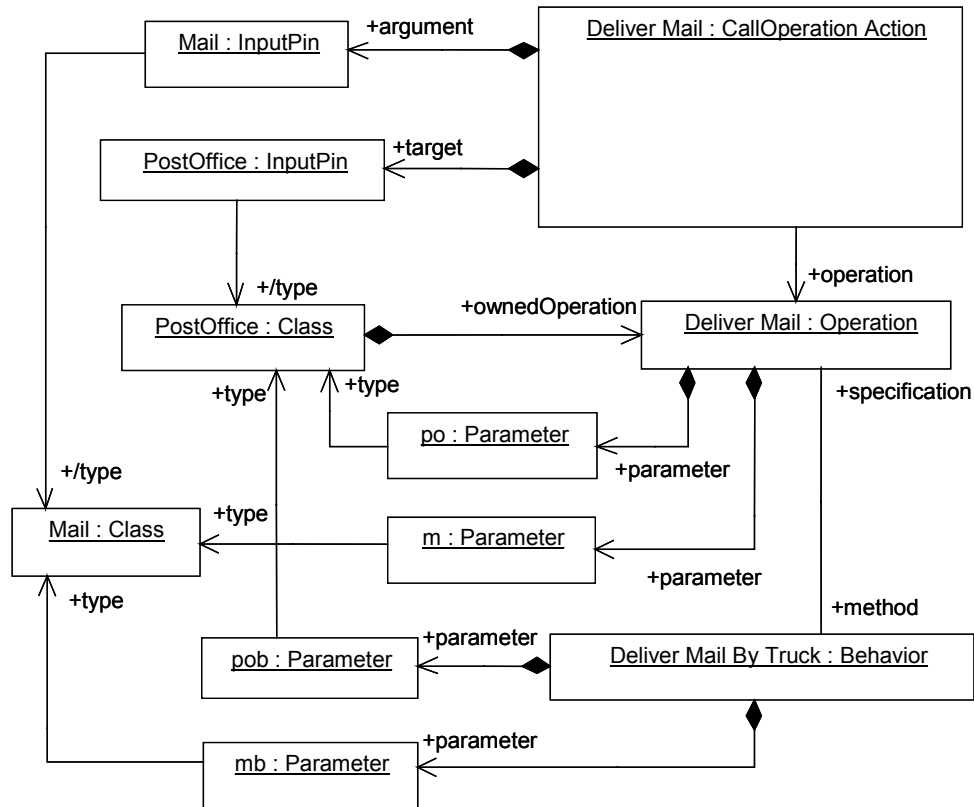 Mail : InputPin
+argument
Deliver Mail : CallOperation Action
PostOffice : InputPin
+target
+/type
+operation
PostOffice : Class
+ownedOperation
Deliver Mail : Operation
+type
+type
+specification
po : Parameter
+parameter
+/type
Mail : Class
+type
m : Parameter
+parameter
+type
+method
pob : Parameter
+parameter
Deliver Mail By Truck : Behavior
mb : Parameter
+parameter